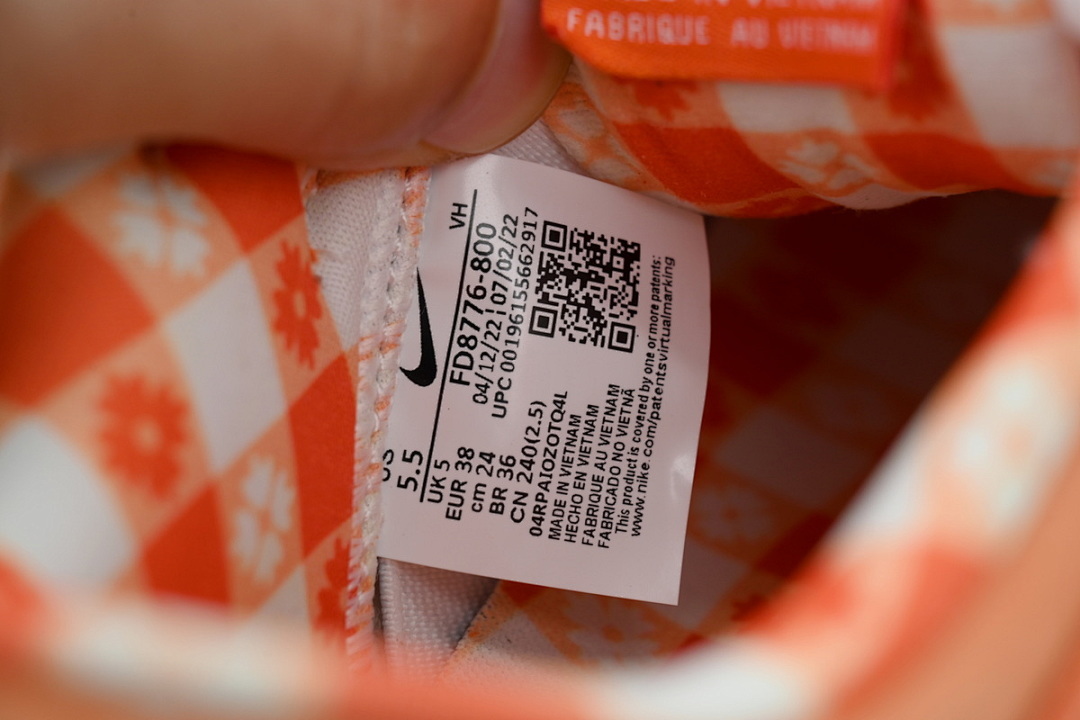 FABRIQUE AU VIETNAM
VH
FD8776-800
04/12/22 07/02/22
UPC 00196155662917
US
5.5
UK 5
EUR 38
cm 24
BR 36
CN 240(2.5)
04RPAIOZOTQ4L
MADE IN VIETNAM
HECHO EN VIETNAM
FABRIQUE AU VIETNAM
FABRICADO NO VIETNÃ
This product is covered by one or more patents:
www.nike.com/patentsvirtualmarking